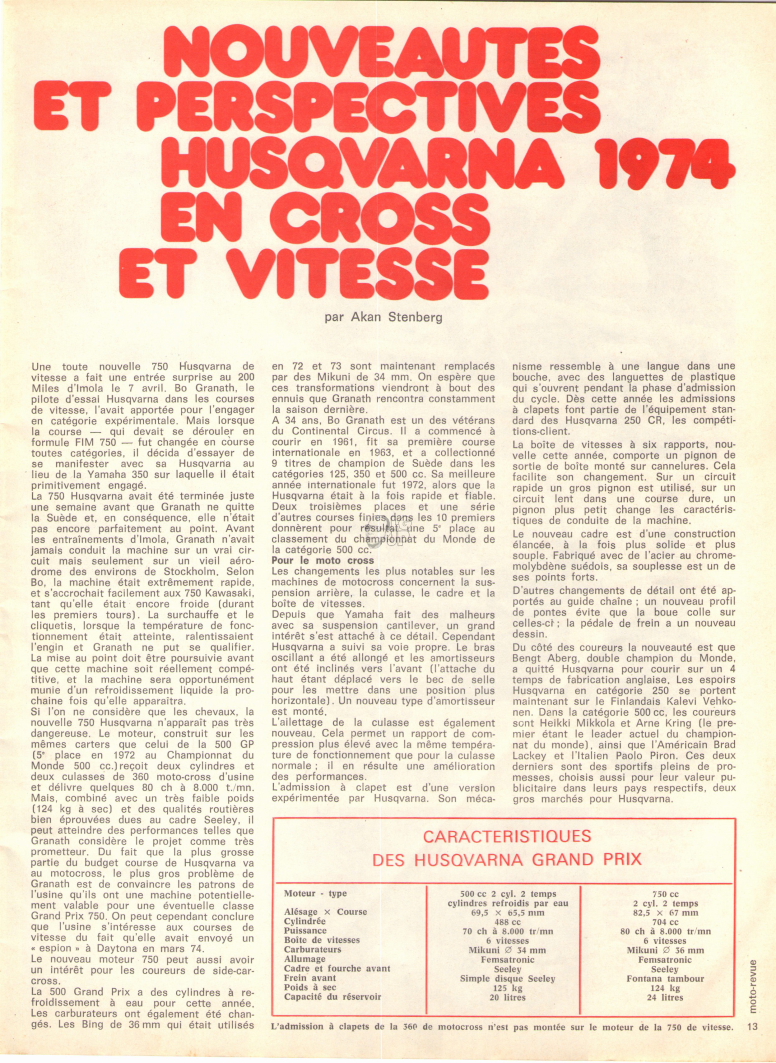 NOUVEAUTES
ET PERSPECTIVES
HUSQVARNA 1974
EN CROSS
ET VITESSE
par Akan Stenberg
Une toute nouvelle 750 Husqvarna de
vitesse a fait une entrée surprise au 200
Miles d'Imola le 7 avril. Bo Granath, le
pilote d'essai Husqvarna dans les courses
de vitesse, l'avait apportée pour l'engager
en catégorie expérimentale. Mais lorsque
la course — qui devait se dérouler en
formule FIM 750 — fut changée en course
toutes catégories, il décida d'essayer de
se manifester avec sa Husqvarna au
lieu de la Yamaha 350 sur laquelle il était
primitivement engagé.
La 750 Husqvarna avait été terminée juste
une semaine avant que Granath ne quitte
la Suède et, en conséquence, elle n'était
pas encore parfaitement au point. Avant
les entraînements d'Imola, Granath n'avait
jamais conduit la machine sur un vrai cir-
cuit mais seulement sur un vieil aéro-
drome des environs de Stockholm. Selon
Bo, la machine était extrêmement rapide,
et s'accrochait facilement aux 750 Kawasaki,
tant qu'elle était encore froide (durant
les premiers tours). La surchauffe et le
cliquetis, lorsque la température de fonc-
tionnement était atteinte, ralentissaient
l'engin et Granath ne put se qualifier.
La mise au point doit être poursuivie avant
que cette machine soit réellement compé-
titive, et la machine sera opportunément
munie d'un refroidissement liquide la pro-
chaine fois qu'elle apparaîtra.
Si l'on ne considère que les chevaux, la
nouvelle 750 Husqvarna n'apparaît pas très
dangereuse. Le moteur, construit sur les
mêmes carters que celui de la 500 GP
(5e place en 1972 au Championnat du
Monde 500 cc.) reçoit deux cylindres et
deux culasses de 360 moto-cross d'usine
et délivre quelques 80 ch à 8.000 t./mn.
Mais, combiné avec un très faible poids
(124 kg à sec) et des qualités routières
bien éprouvées dues au cadre Seeley, il
peut atteindre des performances telles que
Granath considère le projet comme très
prometteur. Du fait que la plus grosse
partie du budget course de Husqvarna va
au motocross, le plus gros problème de
Granath est de convaincre les patrons de
l'usine qu'ils ont une machine potentielle-
ment valable pour une éventuelle classe
Grand Prix 750. On peut cependant conclure
que l'usine s'intéresse aux courses de
vitesse du fait qu'elle avait envoyé un
« espion » à Daytona en mars 74.
Le nouveau moteur 750 peut aussi avoir
un intérêt pour les coureurs de side-car-
cross.
La 500 Grand Prix a des cylindres à re-
froidissement à eau pour cette année.
Les carburateurs ont également été chan-
gés. Les Bing de 36 mm qui était utilisés
en 72 et 73 sont maintenant remplacés
par des Mikuni de 34 mm. On espère que
ces transformations viendront à bout des
ennuis que Granath rencontra constamment
la saison dernière.
A 34 ans, Bo Granath est un des vétérans
du Continental Circus. Il a commencé à
courir en 1961, fit sa première course
internationale en 1963, et a collectionné
9 titres de champion de Suède dans les
catégories 125, 350 et 500 cc. Sa meilleure
année internationale fut 1972, alors que la
Husqvarna était à la fois rapide et fiable.
Deux troisièmes places et une série
d'autres courses finies dans les 10 premiers
donnèrent pour résultat une 5e place au
classement du championnat du Monde de
la catégorie 500 cc.
Pour le moto cross
Les changements les plus notables sur les
machines de motocross concernent la sus-
pension arrière, la culasse, le cadre et la
boîte de vitesses.
Depuis que Yamaha fait des malheurs
avec sa suspension cantilever, un grand
intérêt s'est attaché à ce détail. Cependant
Husqvarna a suivi sa voie propre. Le bras
oscillant a été allongé et les amortisseurs
ont été inclinés vers l'avant (l'attache du
haut étant déplacé vers le bec de selle
pour les mettre dans une position plus
horizontale). Un nouveau type d'amortisseur
est monté.
L'ailettage de la culasse est également
nouveau. Cela permet un rapport de com-
pression plus élevé avec la même tempéra-
ture de fonctionnement que pour la culasse
normale ; il en résulte une amélioration
des performances.
L'admission à clapet est d'une version
expérimentée par Husqvarna. Son méca-
nisme ressemble à une langue dans une
bouche, avec des languettes de plastique
qui s'ouvrent pendant la phase d'admission
du cycle. Dès cette année les admissions
à clapets font partie de l'équipement stan-
dard des Husqvarna 250 CR, les compéti-
tions-client.
La boîte de vitesses à six rapports, nou-
velle cette année, comporte un pignon de
sortie de boîte monté sur cannelures. Cela
facilite son changement. Sur un circuit
rapide un gros pignon est utilisé, sur un
circuit lent dans une course dure, un
pignon plus petit change les caractéris-
tiques de conduite de la machine.
Le nouveau cadre est d'une construction
élancée, à la fois plus solide et plus
souple. Fabriqué avec de l'acier au chrome-
molybdène suédois, sa souplesse est un de
ses points forts.
D'autres changements de détail ont été ap-
portés au guide chaîne ; un nouveau profil
de pontes évite que la boue colle sur
celles-cr ; la pédale de frein a un nouveau
dessin.
Du côté des coureurs la nouveauté est que
Bengt Aberg, double champion du Monde,
a quitté Husqvarna pour courir sur un 4
temps de fabrication anglaise. Les espoirs
Husqvarna en catégorie 250 se portent
maintenant sur le Finlandais Kalevi Vehko-
nen. Dans la catégorie 500 cc, les coureurs
sont Heikki Mikkola et Arne Kring (le pre-
mier étant le leader actuel du champion-
nat du monde), ainsi que l'Américain Brad
Lackey et l'Italien Paolo Piron. Ces deux
derniers sont des sportifs pleins de pro-
messes, choisis aussi pour leur valeur pu-
blicitaire dans leurs pays respectifs, deux
gros marchés pour Husqvarna.
CARACTERISTIQUES
DES HUSQVARNA GRAND PRIX
Moteur - type 500 cc 2 cyl. 2 temps 750 cc
cylindres refroidis par eau 2 cyl. 2 temps
Alésage × Course 69,5 × 65,5 mm 82,5 × 67 mm
Cylindrée 488 cc 704 cc
Puissance 70 ch à 8.000 tr/mn 80 ch à 8.000 tr/mn
Boîte de vitesses 6 vitesses 6 vitesses
Carburateurs Mikuni ∅ 34 mm Mikuni ∅ 36 mm
Allumage Femsatronic Femsatronic
Cadre et fourche avant Seeley Seeley
Frein avant Simple disque Seeley Fontana tambour
Poids à sec 125 kg 124 kg
Capacité du réservoir 20 litres 24 litres
L'admission à clapets de la 360 de motocross n'est pas montée sur le moteur de la 750 de vitesse.
moto-revue
13